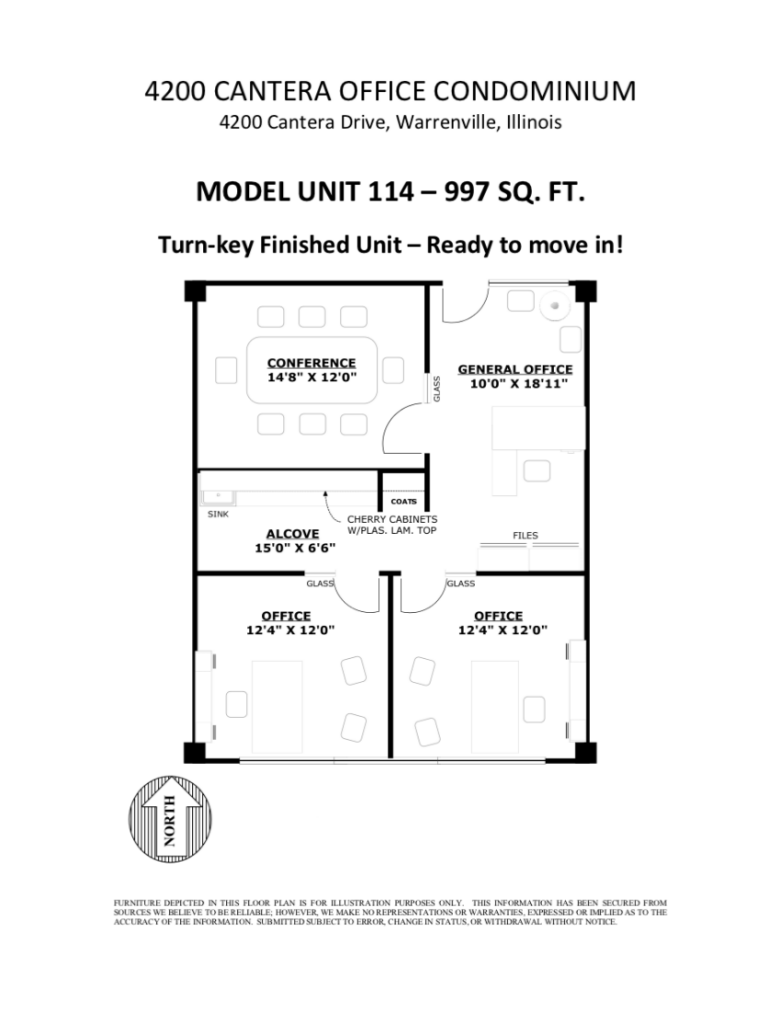 4200 CANTERA OFFICE CONDOMINIUM
4200 Cantera Drive, Warrenville, Illinois
MODEL UNIT 114 – 997 SQ. FT.
Turn-key Finished Unit – Ready to move in!
CONFERENCE
14'8" X 12'0"
GLASS
GENERAL OFFICE
10'0" X 18'11"
COATS
SINK
CHERRY CABINETS
W/PLAS. LAM. TOP
ALCOVE
15'0" X 6'6"
FILES
GLASS
GLASS
OFFICE
12'4" X 12'0"
OFFICE
12'4" X 12'0"
NORTH
FURNITURE DEPICTED IN THIS FLOOR PLAN IS FOR ILLUSTRATION PURPOSES ONLY. THIS INFORMATION HAS BEEN SECURED FROM
SOURCES WE BELIEVE TO BE RELIABLE; HOWEVER, WE MAKE NO REPRESENTATIONS OR WARRANTIES, EXPRESSED OR IMPLIED AS TO THE
ACCURACY OF THE INFORMATION. SUBMITTED SUBJECT TO ERROR, CHANGE IN STATUS, OR WITHDRAWAL WITHOUT NOTICE.